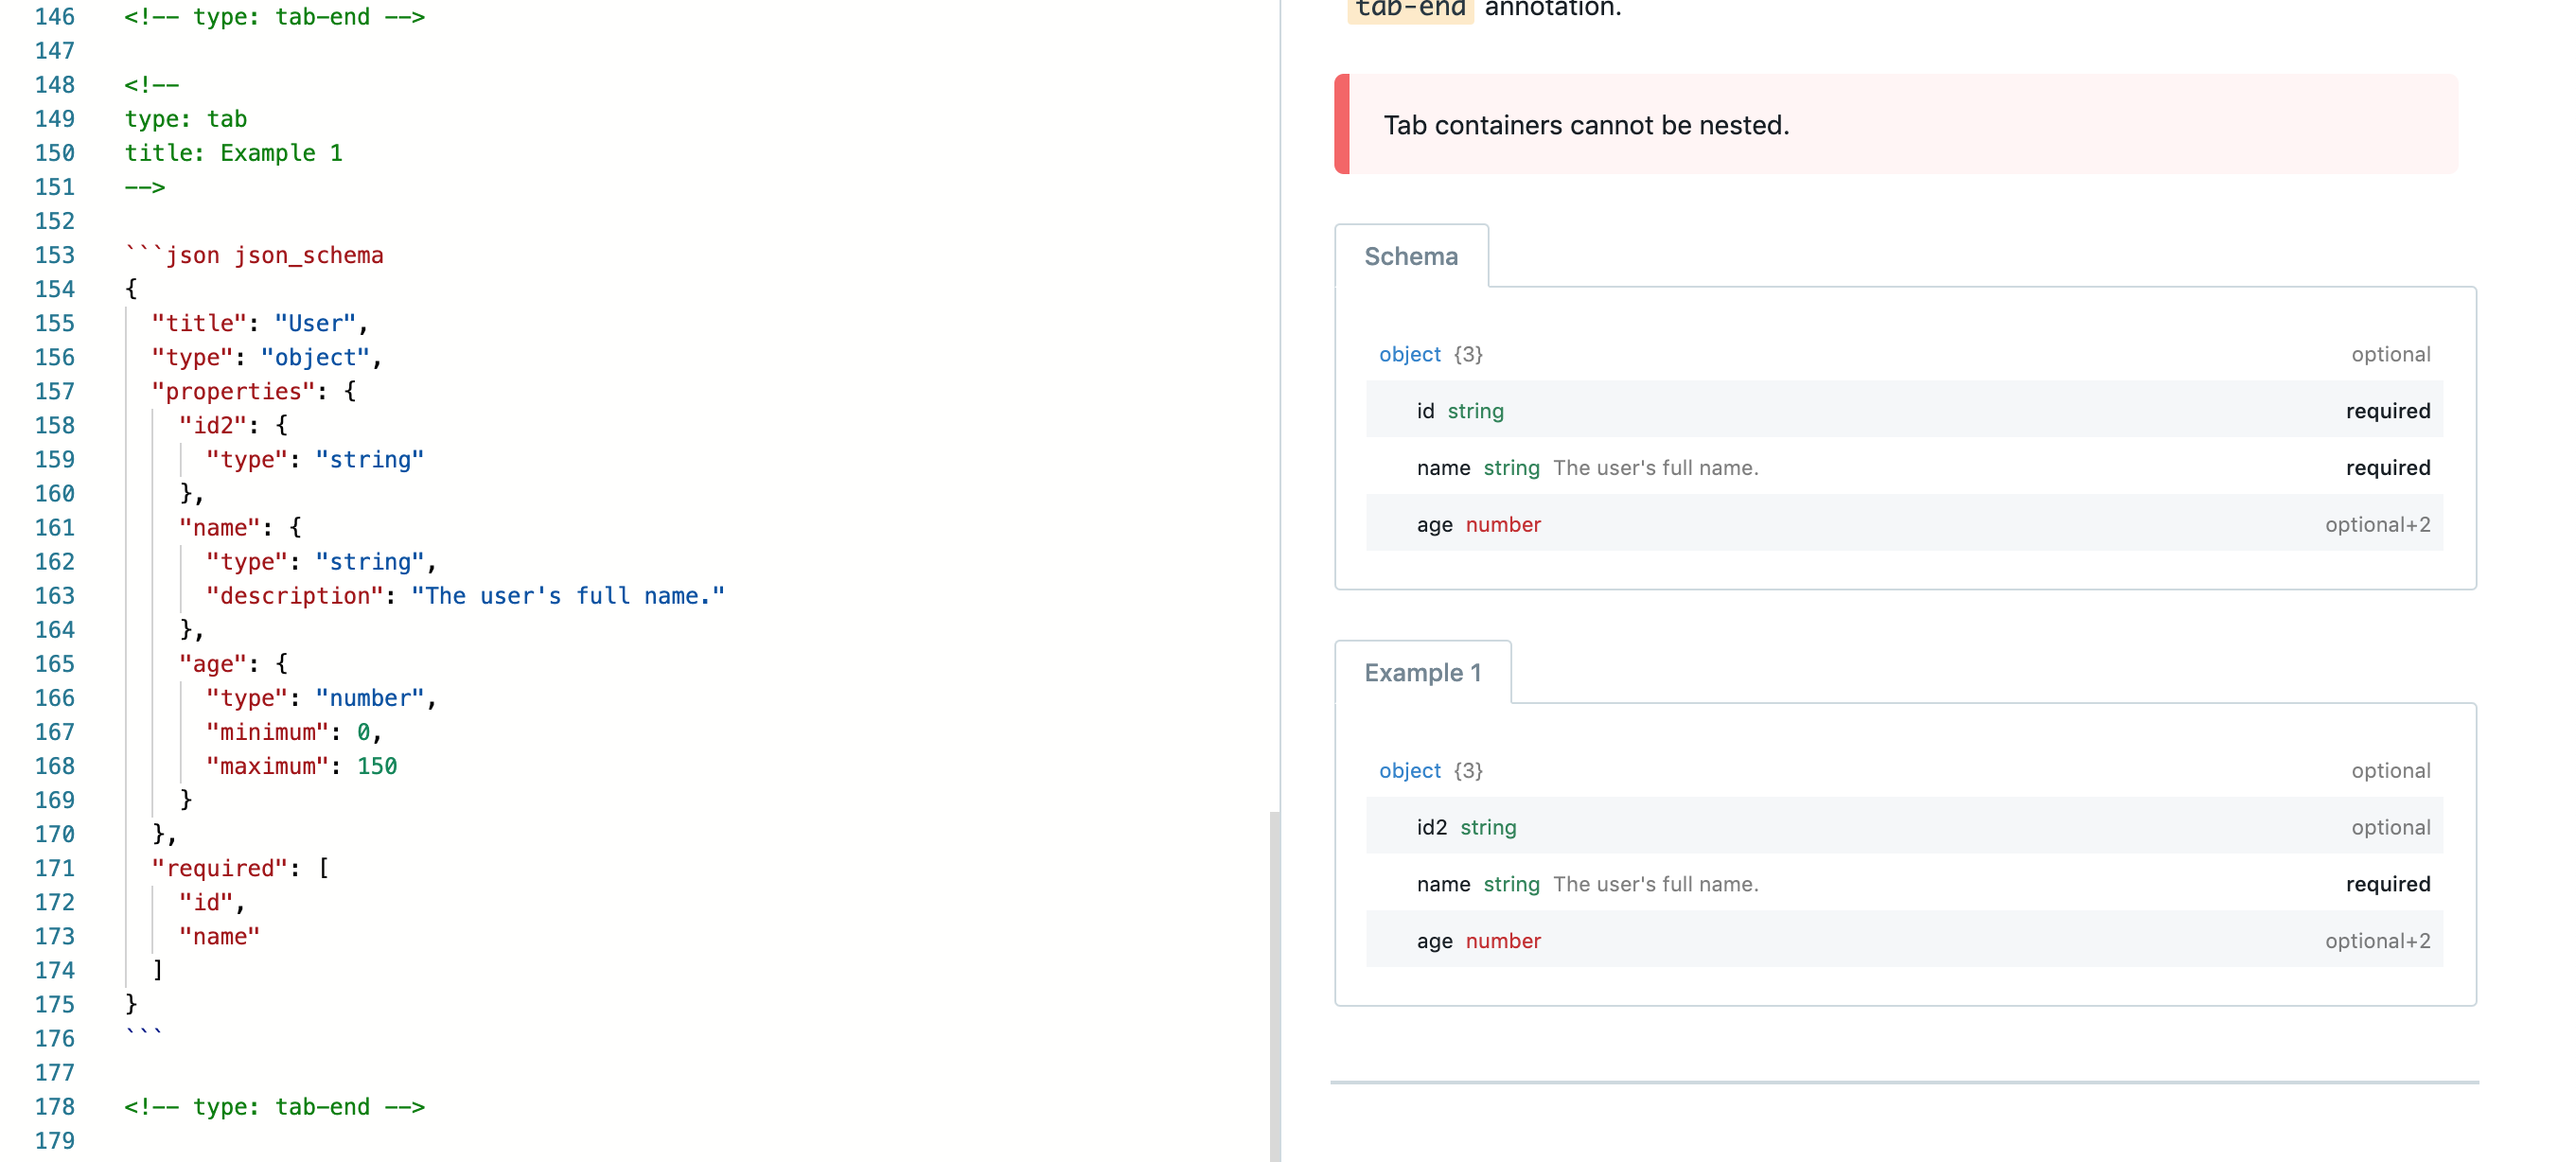 146 <!-- type: tab-end -->
147
148 <!--
149 type: tab
150 title: Example 1
151 -->
152
153 ```json json_schema
154 {
155   "title": "User",
156   "type": "object",
157   "properties": {
158     "id2": {
159       "type": "string"
160     },
161     "name": {
162       "type": "string",
163       "description": "The user's full name."
164     },
165     "age": {
166       "type": "number",
167       "minimum": 0,
168       "maximum": 150
169     }
170   },
171   "required": [
172     "id",
173     "name"
174   ]
175 }
176 ```
177
178 <!-- type: tab-end -->
179
tab-end annotation.
Tab containers cannot be nested.
Schema
object {3} optional
id string required
name string The user's full name. required
age number optional+2
Example 1
object {3} optional
id2 string optional
name string The user's full name. required
age number optional+2